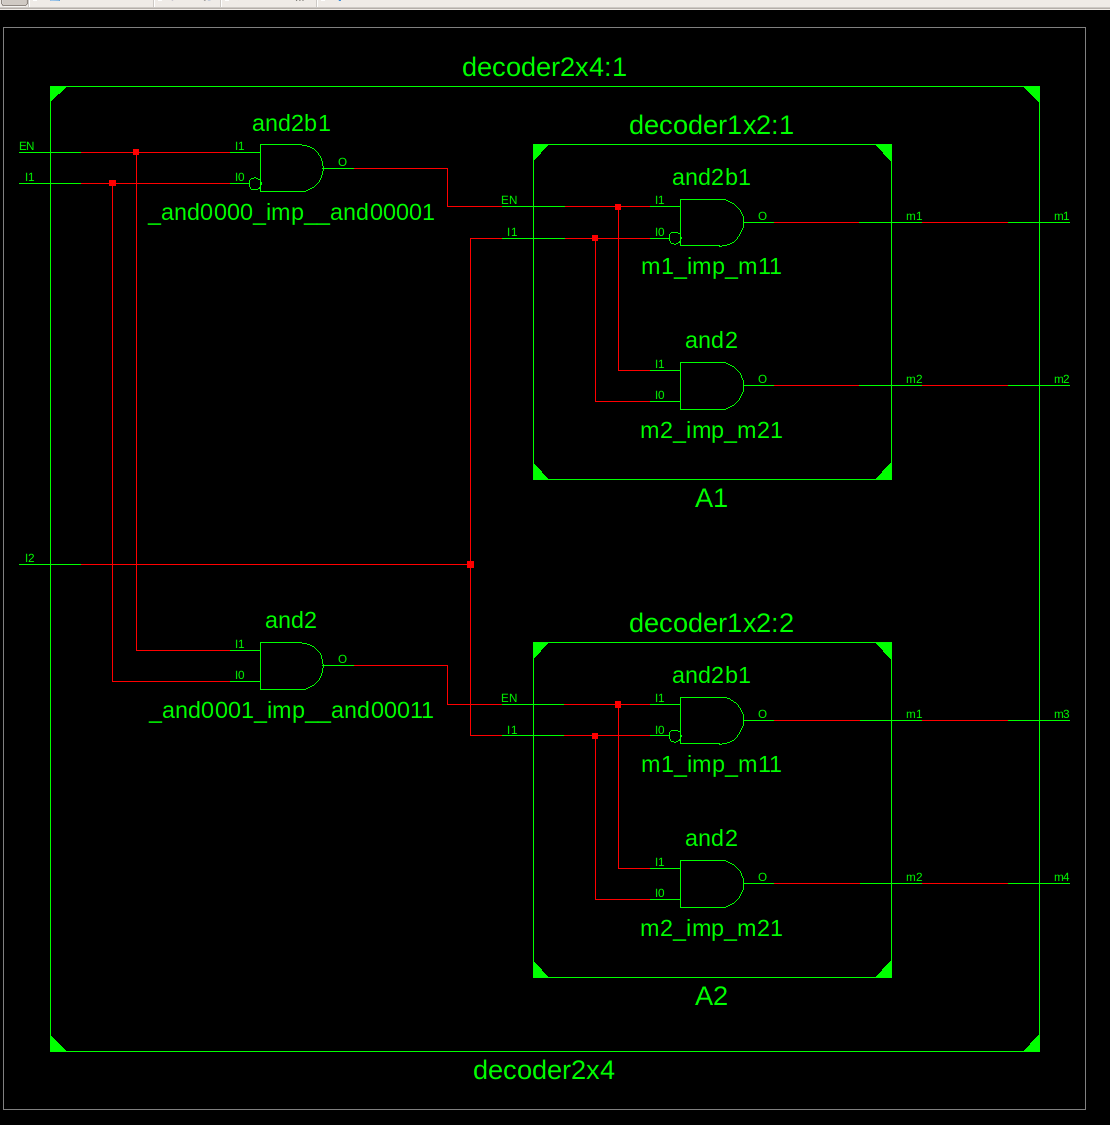 decoder2x4:1
and2b1
EN
I1
I1
I0
O
_and0000_imp__and00001
decoder1x2:1
and2b1
EN
I1
I1
I0
O
m1
m1
m1_imp_m11
and2
I1
I0
O
m2
m2
m2_imp_m21
A1
I2
and2
I1
I0
O
_and0001_imp__and00011
decoder1x2:2
and2b1
EN
I1
I1
I0
O
m1
m3
m1_imp_m11
and2
I1
I0
O
m2
m4
m2_imp_m21
A2
decoder2x4